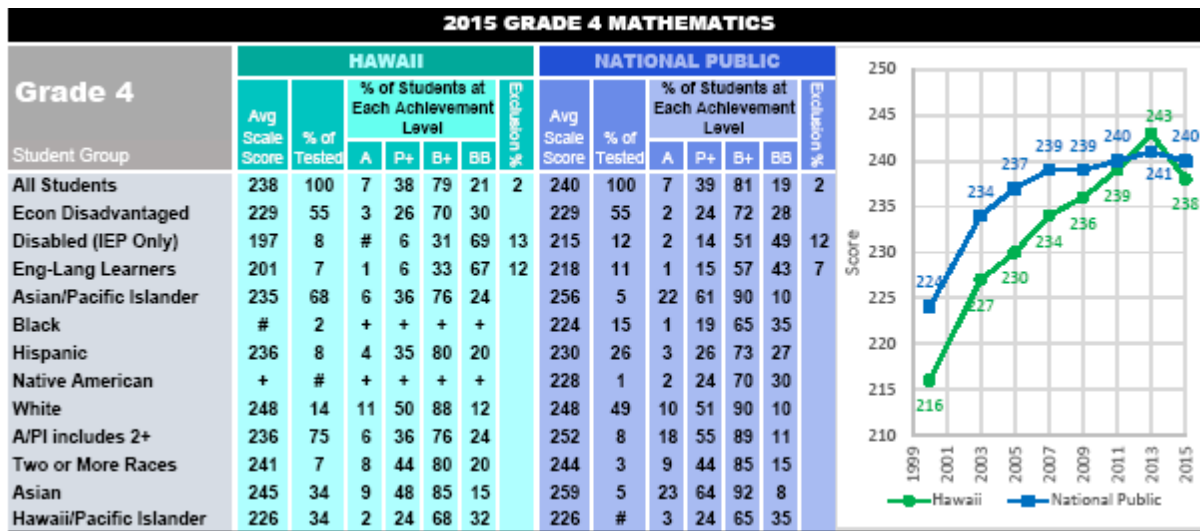 2015 GRADE 4 MATHEMATICS
HAWAII
NATIONAL PUBLIC
Grade 4
Student Group
Avg Scale Score
% of Tested
% of Students at Each Achievement Level
A P+ B+ BB
Exclusion %
Avg Scale Score
% of Tested
% of Students at Each Achievement Level
A P+ B+ BB
Exclusion %
All Students 238 100 7 38 79 21 2 240 100 7 39 81 19 2
Econ Disadvantaged 229 55 3 26 70 30 229 55 2 24 72 28
Disabled (IEP Only) 197 8 # 6 31 69 13 215 12 2 14 51 49 12
Eng-Lang Learners 201 7 1 6 33 67 12 218 11 1 15 57 43 7
Asian/Pacific Islander 235 68 6 36 76 24 256 5 22 61 90 10
Black # 2 + + + + 224 15 1 19 65 35
Hispanic 236 8 4 35 80 20 230 26 3 26 73 27
Native American + # + + + + 228 1 2 24 70 30
White 248 14 11 50 88 12 248 49 10 51 90 10
A/PI includes 2+ 236 75 6 36 76 24 252 8 18 55 89 11
Two or More Races 241 7 8 44 80 20 244 3 9 44 85 15
Asian 245 34 9 48 85 15 259 5 23 64 92 8
Hawaii/Pacific Islander 226 34 2 24 68 32 226 # 3 24 65 35
250
245
240
235
230
225
220
215
210
Score
224 234 237 239 239 240 241 240
216 227 230 234 236 239 243 238
1999 2001 2003 2005 2007 2009 2011 2013 2015
Hawaii National Public